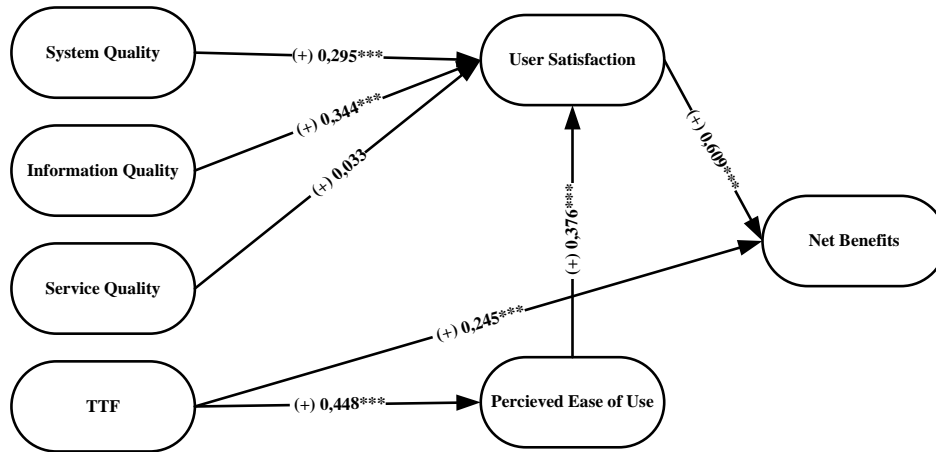 System Quality
(+) 0,295***
User Satisfaction
(+) 0,344***
Information Quality
(+) 0,033
(+) 0,609***
(+) 0,376***
Net Benefits
Service Quality
(+) 0,245***
TTF
(+) 0,448***
Percieved Ease of Use